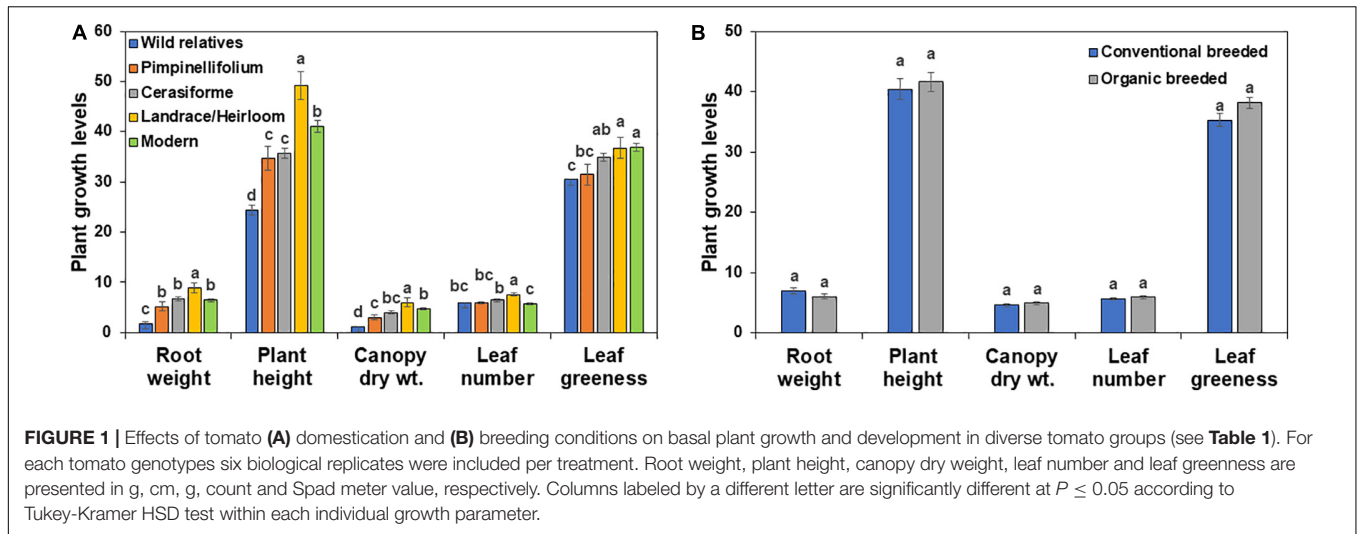 A
Plant growth levels
60
50
40
30
20
10
0
Wild relatives
Pimpinellifolium
Cerasiforme
Landrace/Heirloom
Modern
c b b a b
d c c a b
d c bc a b
bc bc b a c
c bc ab a a
Root weight
Plant height
Canopy dry wt.
Leaf number
Leaf greeness
B
Plant growth levels
50
40
30
20
10
0
Conventional breeded
Organic breeded
a a
a a
a a
a a
a a
Root weight
Plant height
Canopy dry wt.
Leaf number
Leaf greeness
FIGURE 1 | Effects of tomato (A) domestication and (B) breeding conditions on basal plant growth and development in diverse tomato groups (see Table 1). For
each tomato genotypes six biological replicates were included per treatment. Root weight, plant height, canopy dry weight, leaf number and leaf greenness are
presented in g, cm, g, count and Spad meter value, respectively. Columns labeled by a different letter are significantly different at P ≤ 0.05 according to
Tukey-Kramer HSD test within each individual growth parameter.